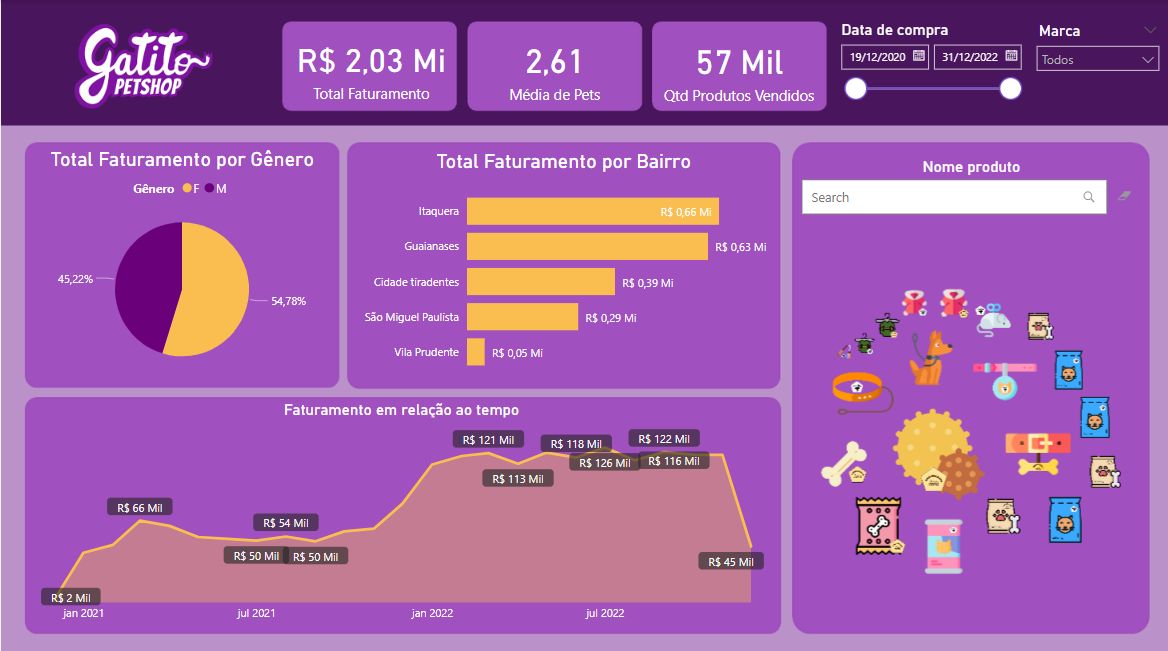 Gatito
PETSHOP
R$ 2,03 Mi
Total Faturamento
2,61
Média de Pets
57 Mil
Qtd Produtos Vendidos
Data de compra
19/12/2020
31/12/2022
Marca
Todos
Total Faturamento por Gênero
Gênero F M
45,22%
54,78%
Total Faturamento por Bairro
Itaquera R$ 0,66 Mi
Guaianases R$ 0,63 Mi
Cidade tiradentes R$ 0,39 Mi
São Miguel Paulista R$ 0,29 Mi
Vila Prudente R$ 0,05 Mi
Nome produto
Search
Faturamento em relação ao tempo
R$ 121 Mil
R$ 118 Mil
R$ 122 Mil
R$ 126 Mil
R$ 116 Mil
R$ 113 Mil
R$ 66 Mil
R$ 54 Mil
R$ 50 Mil
R$ 50 Mil
R$ 45 Mil
R$ 2 Mil
jan 2021
jul 2021
jan 2022
jul 2022